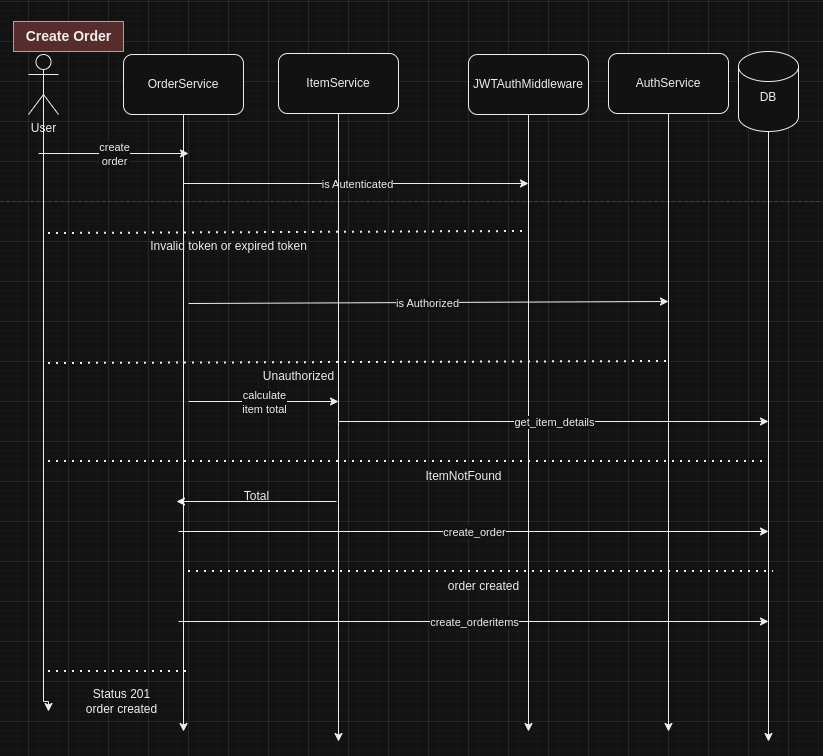 Create Order
User
OrderService
ItemService
JWTAuthMiddleware
AuthService
DB
create
order
is Autenticated
Invalid token or expired token
is Authorized
Unauthorized
calculate
item total
get_item_details
ItemNotFound
Total
create_order
order created
create_orderitems
Status 201
order created